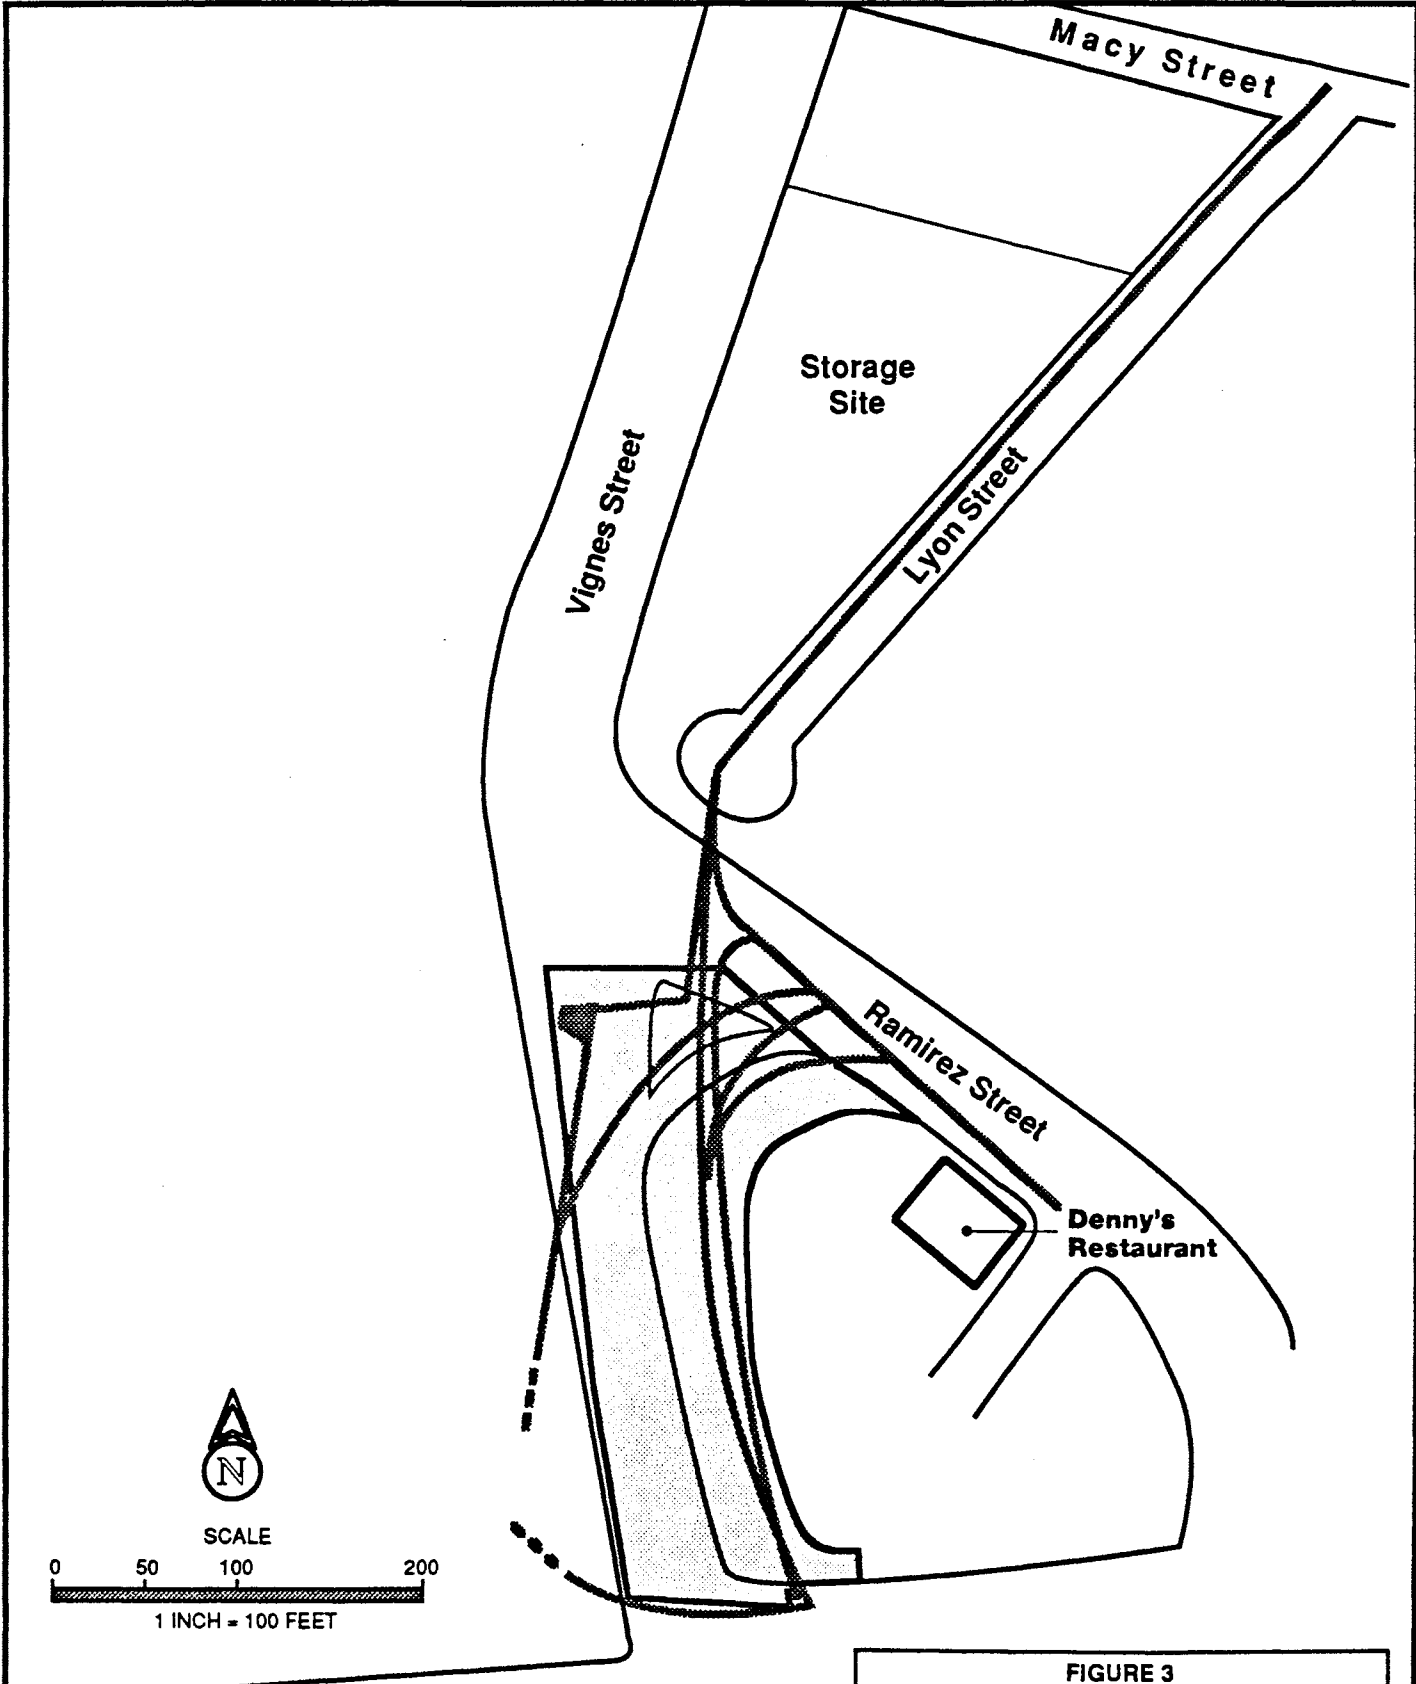 Macy Street
Storage
Site
Vignes Street
Lyon Street
Ramirez Street
Denny's
Restaurant
N
SCALE
0 50 100 200
1 INCH = 100 FEET
FIGURE 3